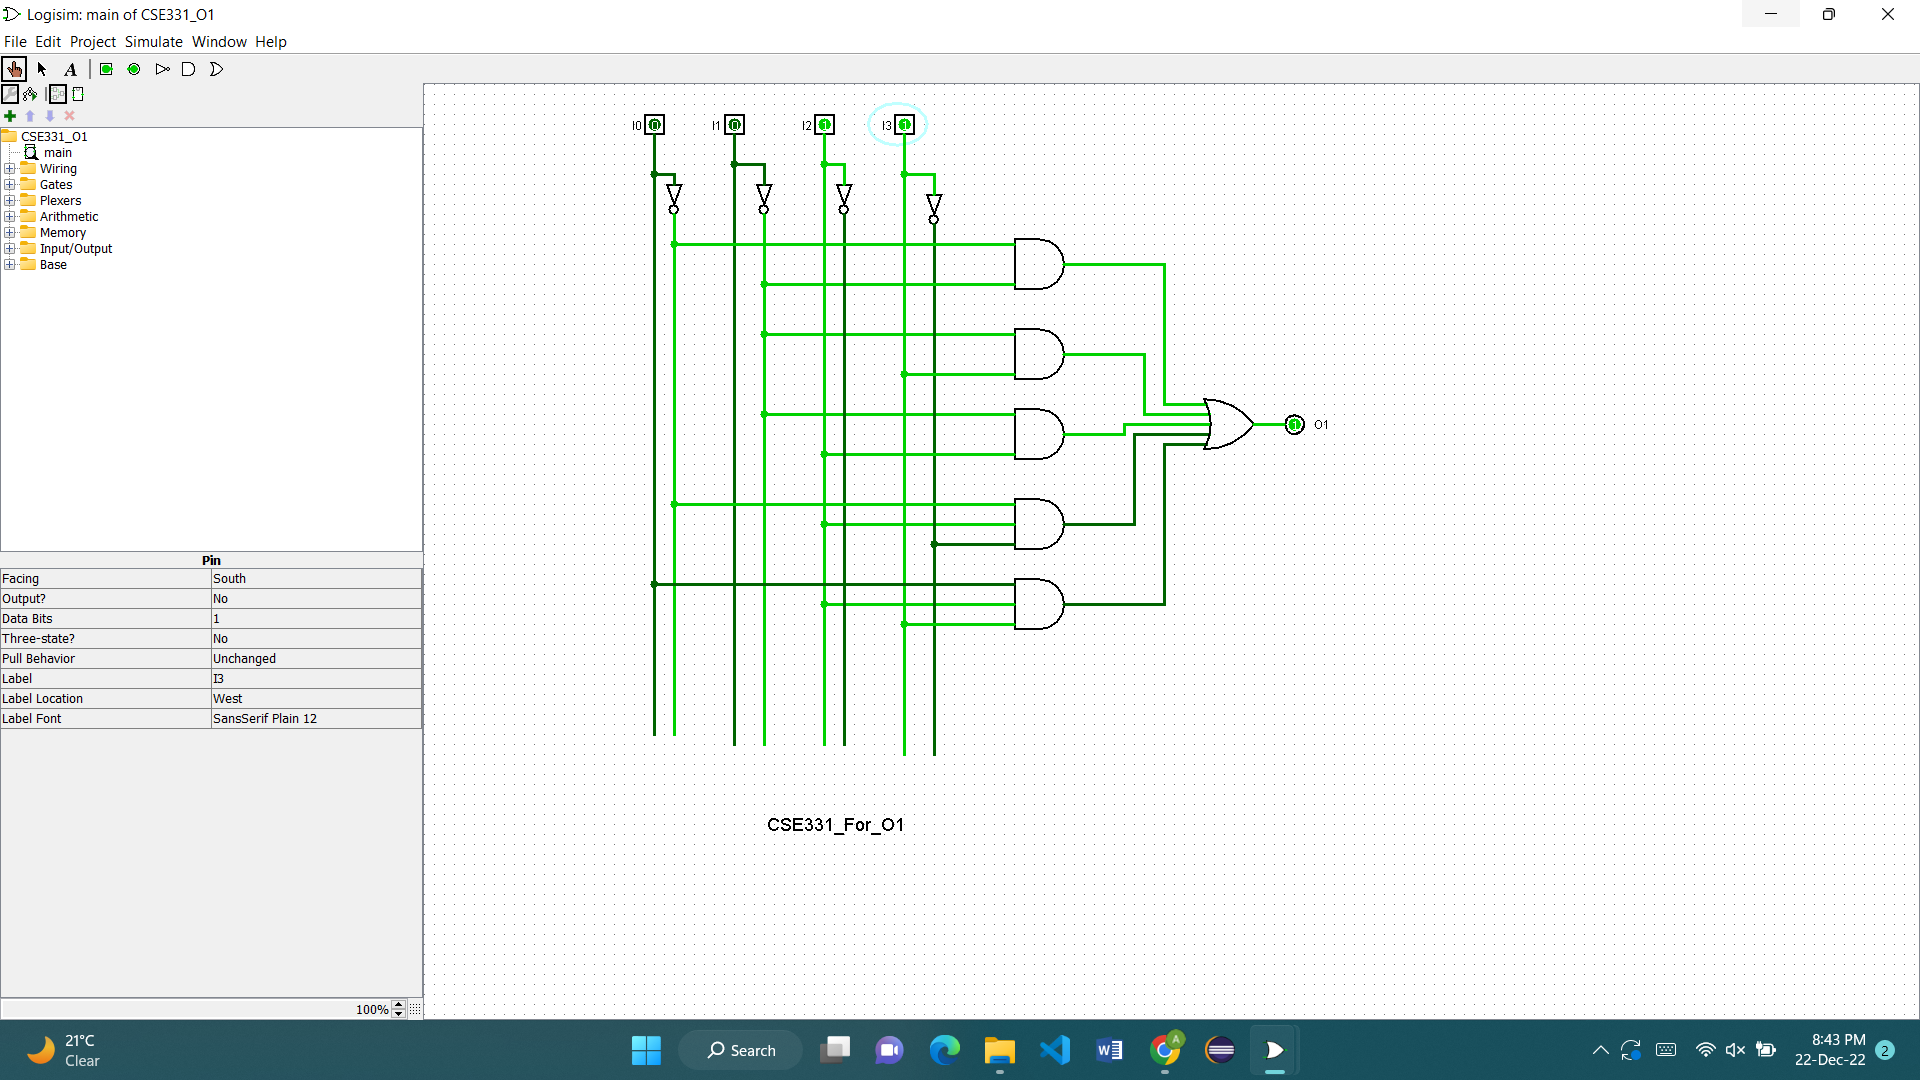 Logisim: main of CSE331_O1
File Edit Project Simulate Window Help
A
CSE331_O1
main
Wiring
Gates
Plexers
Arithmetic
Memory
Input/Output
Base
Pin
Facing South
Output? No
Data Bits 1
Three-state? No
Pull Behavior Unchanged
Label I3
Label Location West
Label Font SansSerif Plain 12
100%
I0 0 I1 0 I2 1 I3 1
1 O1
CSE331_For_O1
21°C
Clear
Search
A
8:43 PM
22-Dec-22
2